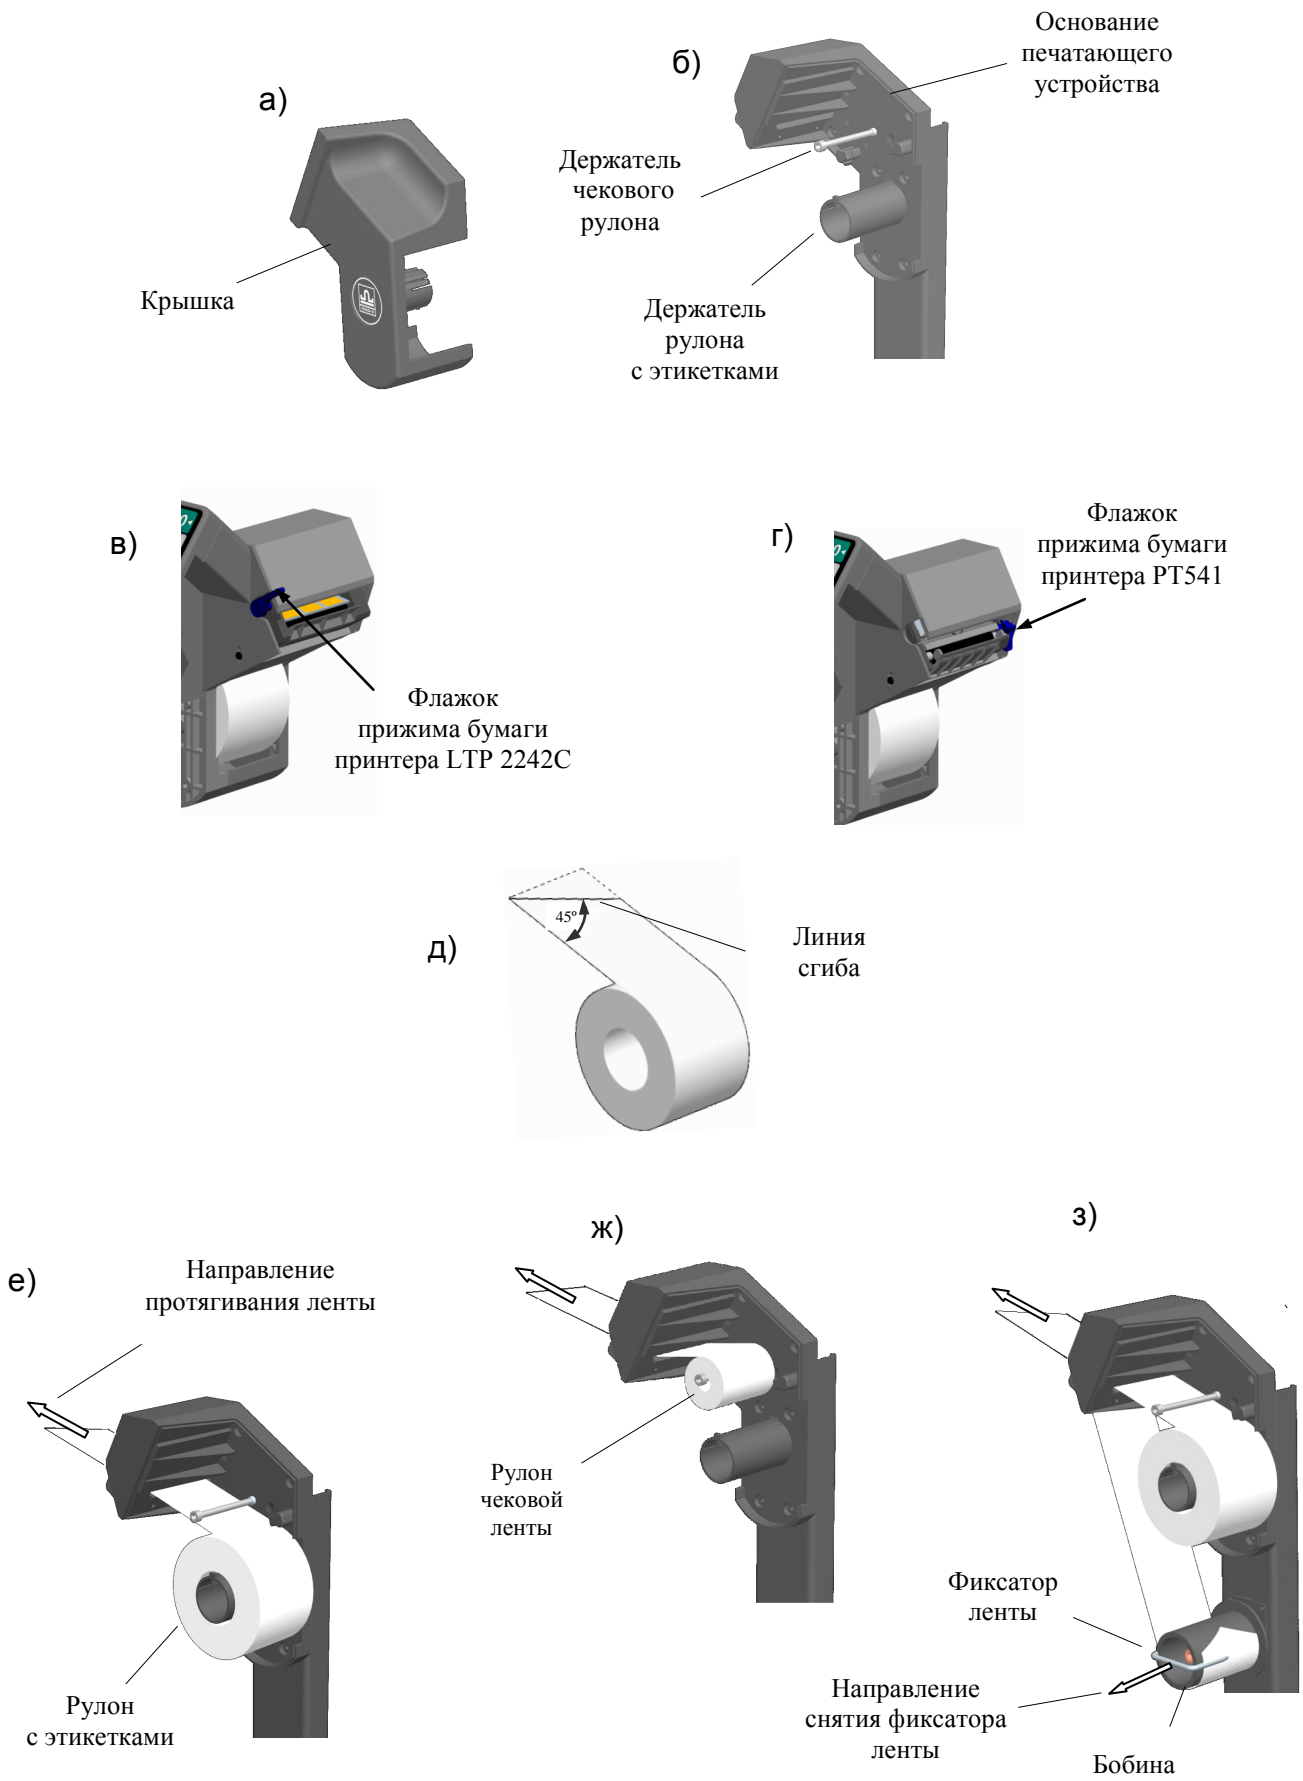 а)
Крышка
б)
Основание
печатающего
устройства
Держатель
чекового
рулона
Держатель
рулона
с этикетками
в)
Флажок
прижима бумаги
принтера LTP 2242C
г)
Флажок
прижима бумаги
принтера PT541
д)
45°
Линия
сгиба
е)
Направление
протягивания ленты
Рулон
с этикетками
ж)
Рулон
чековой
ленты
з)
Фиксатор
ленты
Направление
снятия фиксатора
ленты
Бобина